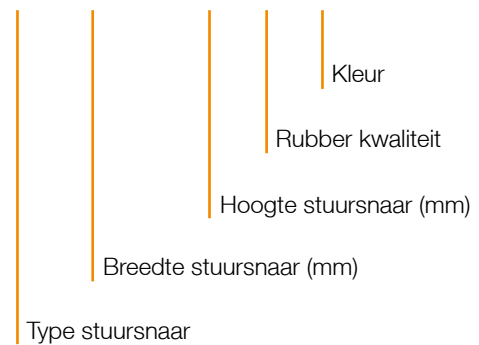 Kleur
Rubber kwaliteit
Hoogte stuursnaar (mm)
Breedte stuursnaar (mm)
Type stuursnaar